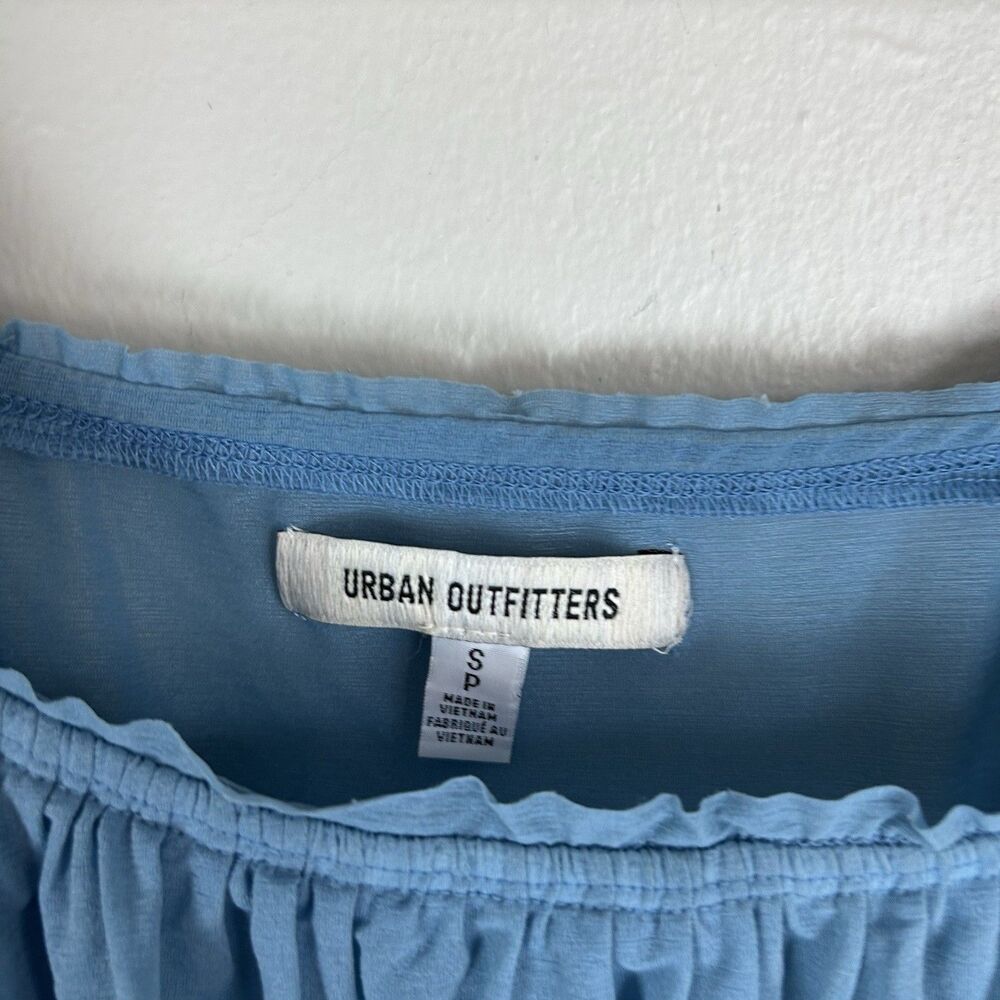 URBAN OUTFITTERS
S
P
MADE IN
VIETNAM
FABRIQUÉ AU
VIETNAM